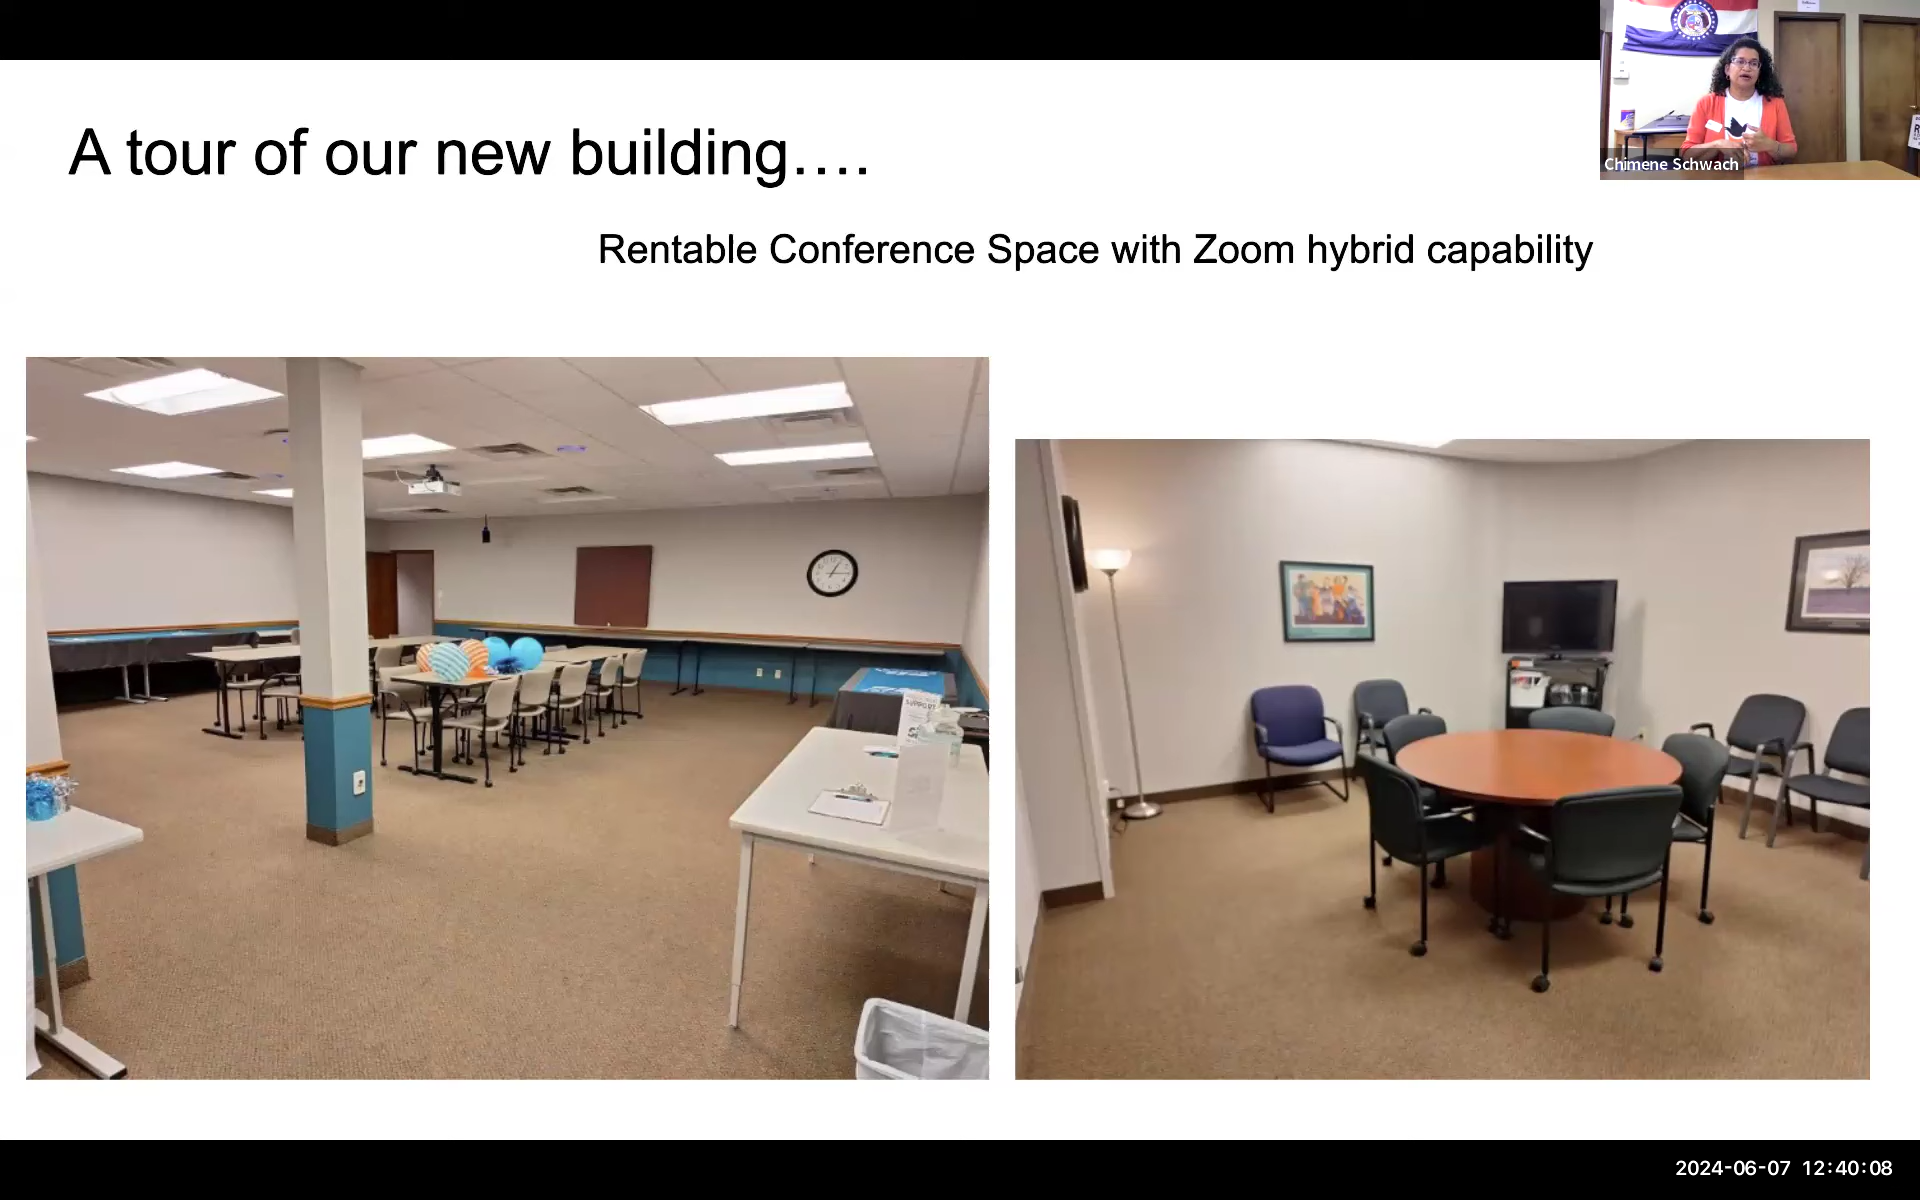 A tour of our new building....
Rentable Conference Space with Zoom hybrid capability
Chimene Schwach
SUPPORT
2024-06-07 12:40:08